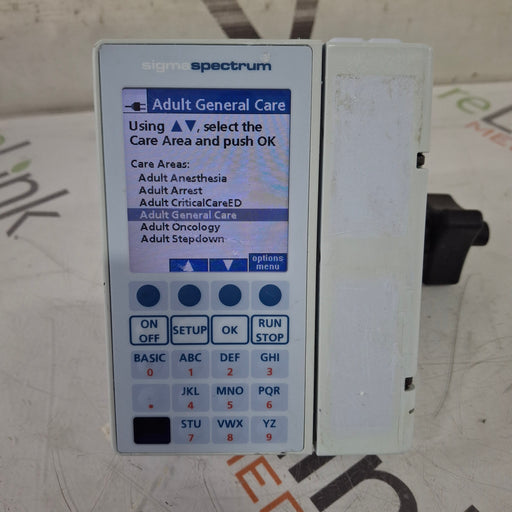 sigmaspectrum
Adult General Care
Using ▲▼, select the
Care Area and push OK
Care Areas:
Adult Anesthesia
Adult Arrest
Adult CriticalCareED
Adult General Care
Adult Oncology
Adult Stepdown
options
menu
ON
OFF
SETUP
OK
RUN
STOP
BASIC
0
ABC
1
DEF
2
GHI
3
.
JKL
4
MNO
5
PQR
6
STU
7
VWX
8
YZ
9